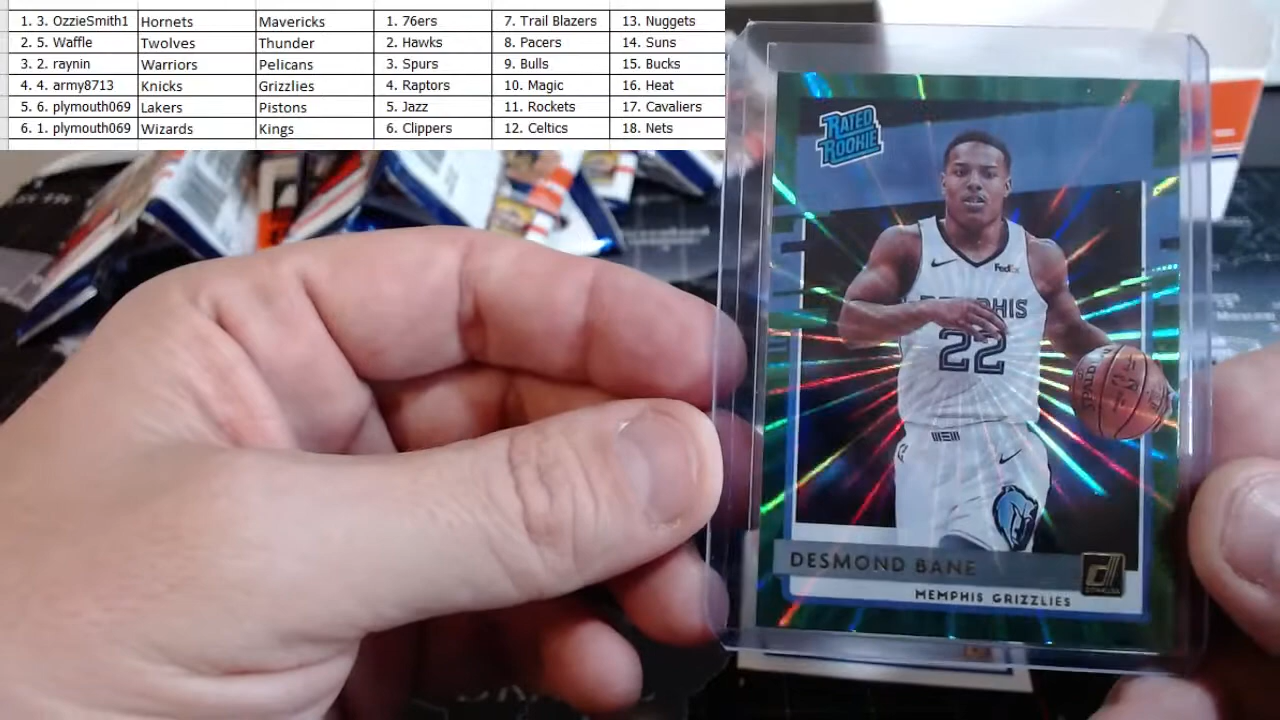 1. 3. OzzieSmith1 Hornets Mavericks 1. 76ers 7. Trail Blazers 13. Nuggets
2. 5. Waffle Twolves Thunder 2. Hawks 8. Pacers 14. Suns
3. 2. raynin Warriors Pelicans 3. Spurs 9. Bulls 15. Bucks
4. 4. army8713 Knicks Grizzlies 4. Raptors 10. Magic 16. Heat
5. 6. plymouth069 Lakers Pistons 5. Jazz 11. Rockets 17. Cavaliers
6. 1. plymouth069 Wizards Kings 6. Clippers 12. Celtics 18. Nets
RATED
ROOKIE
FedEx
MEMPHIS
22
SPALDING
DESMOND BANE
MEMPHIS GRIZZLIES